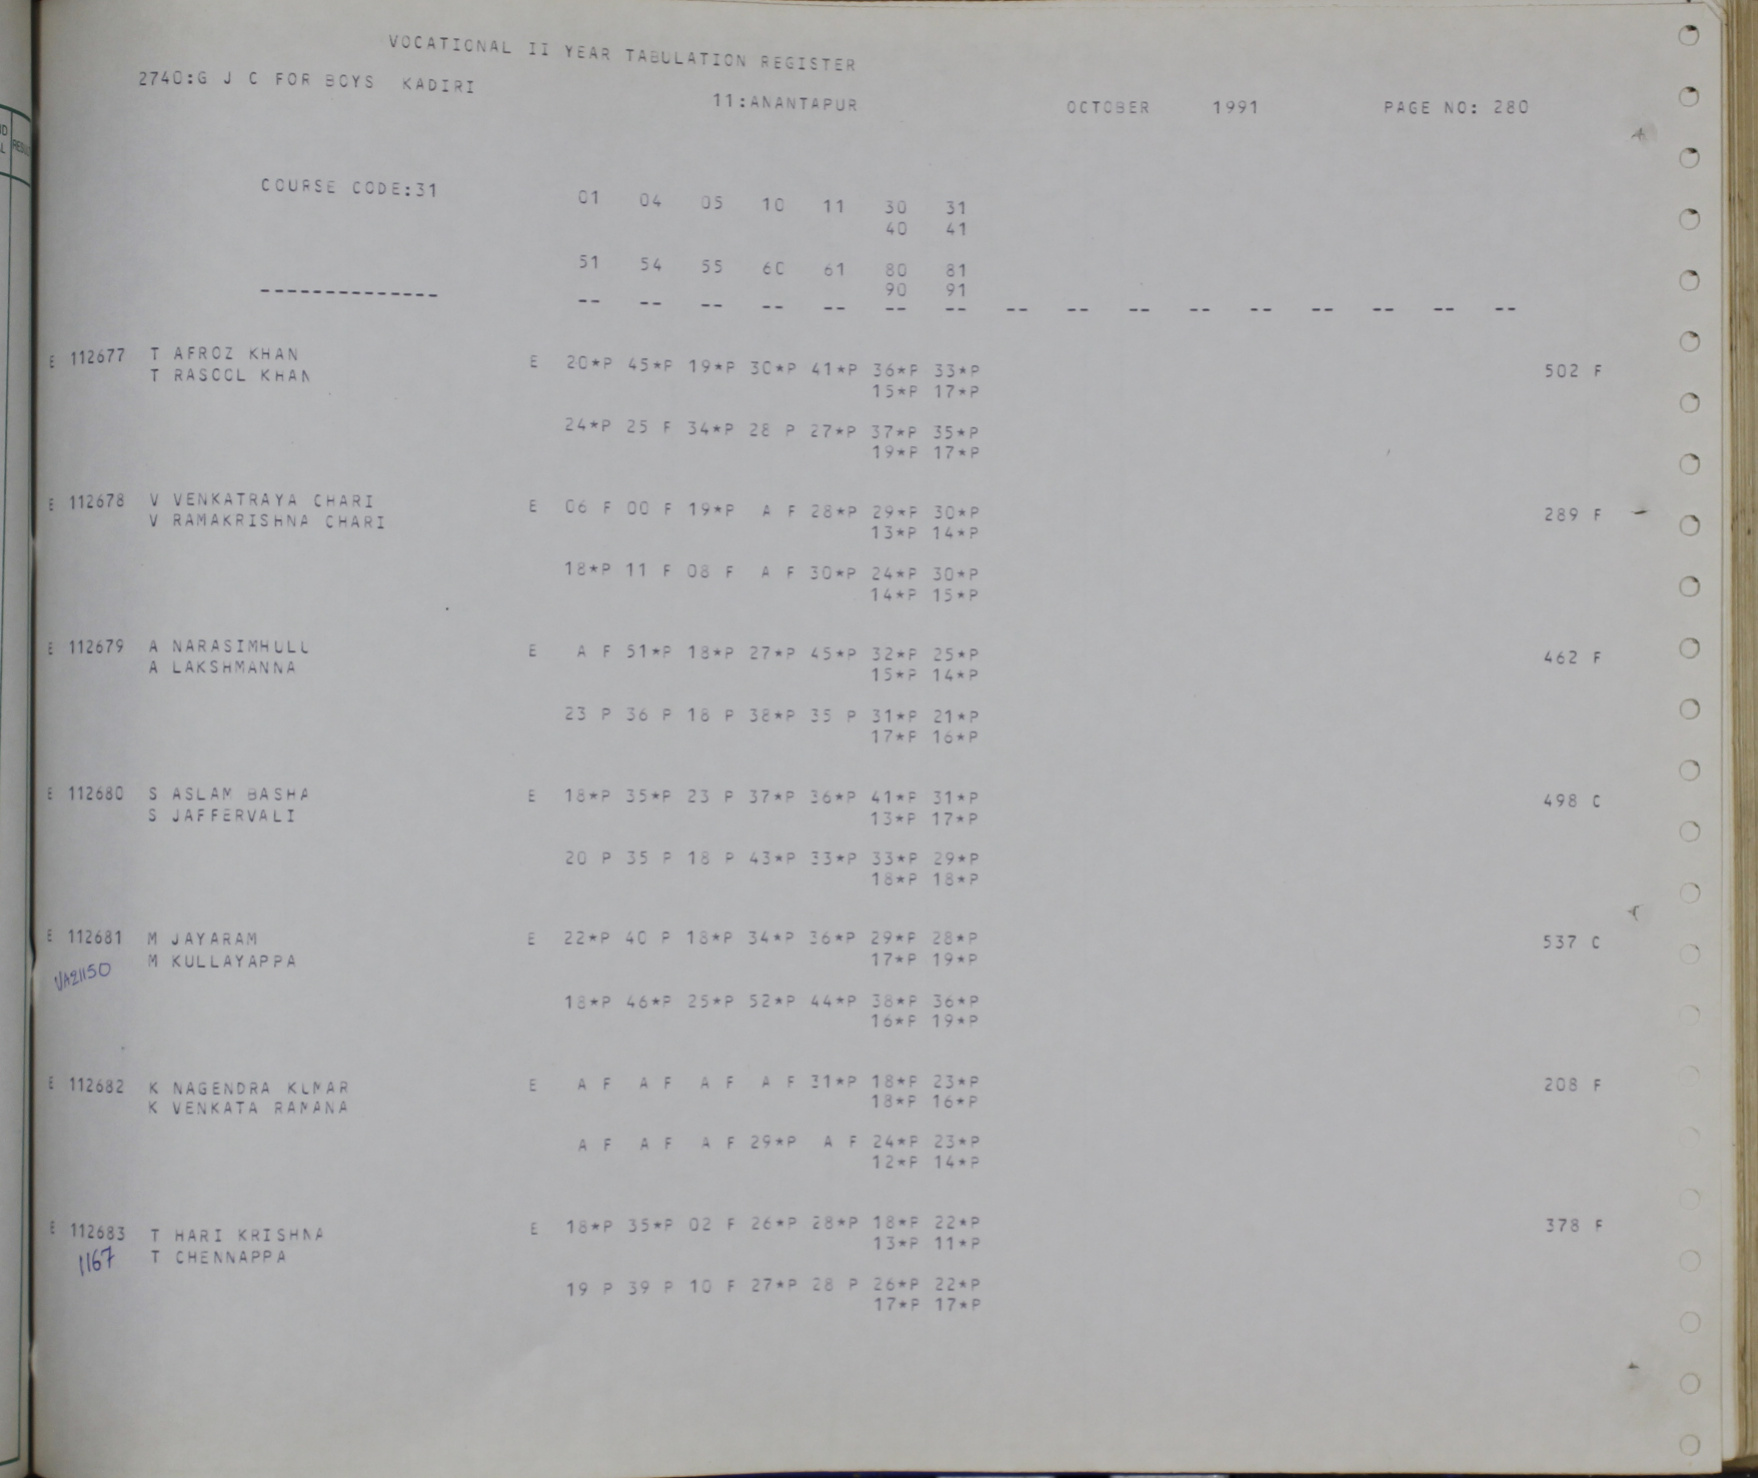 VOCATIONAL II YEAR TABULATION REGISTER
2740:G J C FOR BOYS KADIRI
11:ANANTAPUR OCTOBER 1991 PAGE NO: 280
COURSE CODE:31 01 04 05 10 11 30 31
40 41
51 54 55 60 61 80 81
90 91
-------------- -- -- -- -- -- -- -- -- -- -- -- -- -- -- -- --
E 112677 T AFROZ KHAN E 20*P 45*P 19*P 30*P 41*P 36*P 33*P 502 F
T RASOOL KHAN 15*P 17*P
24*P 25 F 34*P 28 P 27*P 37*P 35*P
19*P 17*P
E 112678 V VENKATRAYA CHARI E 06 F 00 F 19*P A F 28*P 29*P 30*P 289 F
V RAMAKRISHNA CHARI 13*P 14*P
18*P 11 F 08 F A F 30*P 24*P 30*P
14*P 15*P
E 112679 A NARASIMHULU E A F 51*P 18*P 27*P 45*P 32*P 25*P 462 F
A LAKSHMANNA 15*P 14*P
23 P 36 P 18 P 38*P 35 P 31*P 21*P
17*P 16*P
E 112680 S ASLAM BASHA E 18*P 35*P 23 P 37*P 36*P 41*P 31*P 498 C
S JAFFERVALI 13*P 17*P
20 P 35 P 18 P 43*P 33*P 33*P 29*P
18*P 18*P
E 112681 M JAYARAM E 22*P 40 P 18*P 34*P 36*P 29*P 28*P 537 C
VA21150 M KULLAYAPPA 17*P 19*P
18*P 46*P 25*P 52*P 44*P 38*P 36*P
16*P 19*P
E 112682 K NAGENDRA KUMAR E A F A F A F A F 31*P 18*P 23*P 208 F
K VENKATA RAMANA 18*P 16*P
A F A F A F 29*P A F 24*P 23*P
12*P 14*P
E 112683 T HARI KRISHNA E 18*P 35*P 02 F 26*P 28*P 18*P 22*P 378 F
1167 T CHENNAPPA 13*P 11*P
19 P 39 P 10 F 27*P 28 P 26*P 22*P
17*P 17*P